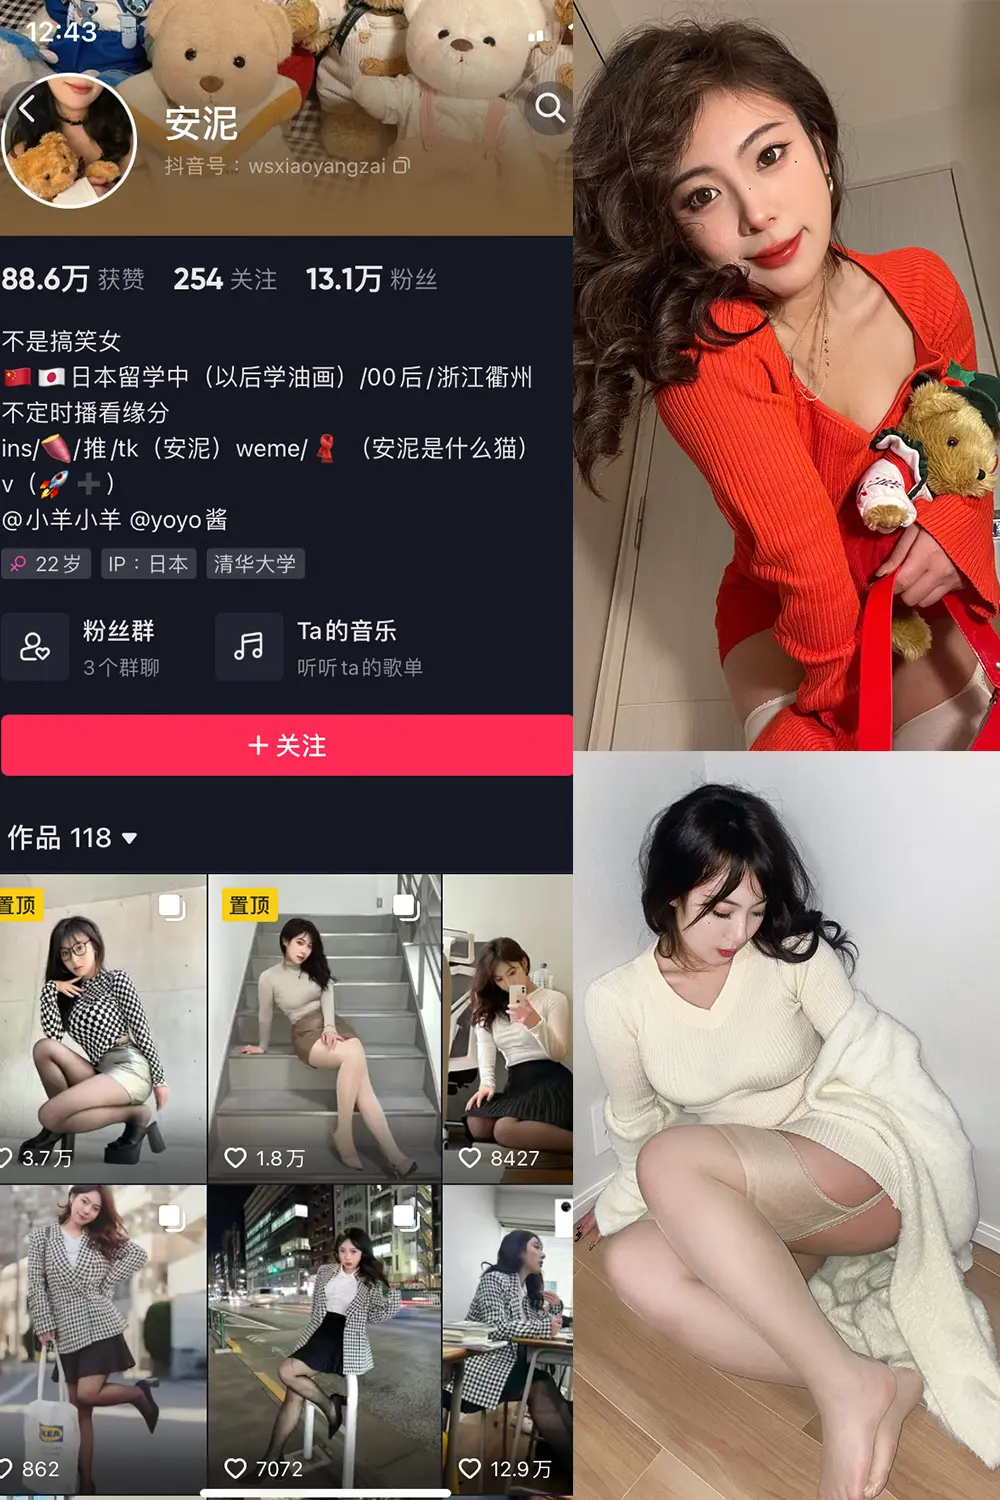 12:43
安泥
抖音号：wsxiaoyangzai
88.6万 获赞 254 关注 13.1万 粉丝
不是搞笑女
🇨🇳🇯🇵日本留学中（以后学油画）/00后/浙江衢州
不定时播看缘分
ins/🍠/推/tk（安泥）weme/🧣（安泥是什么猫）
v（🚀➕）
@小羊小羊 @yoyo酱
22岁 IP：日本 清华大学
粉丝群
3个群聊
Ta的音乐
听听ta的歌单
+ 关注
作品 118
置顶
置顶
3.7万
1.8万
8427
IKEA
862
7072
12.9万